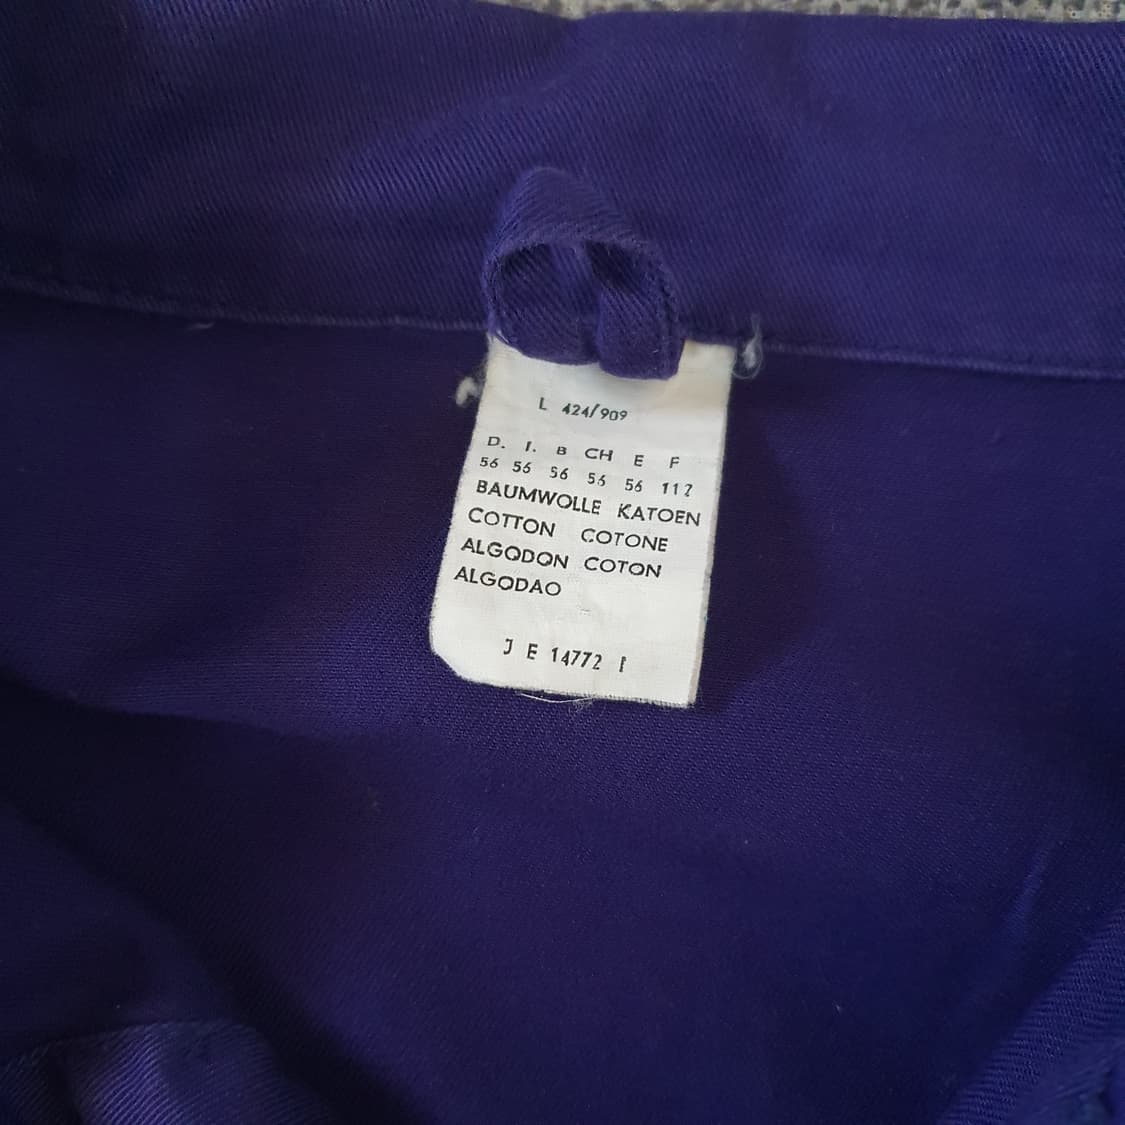 L 424/909
D. I. B CH E F
56 56 56 56 56 112
BAUMWOLLE KATOEN
COTTON COTONE
ALGODON COTON
ALGODAO
J E 14772 I